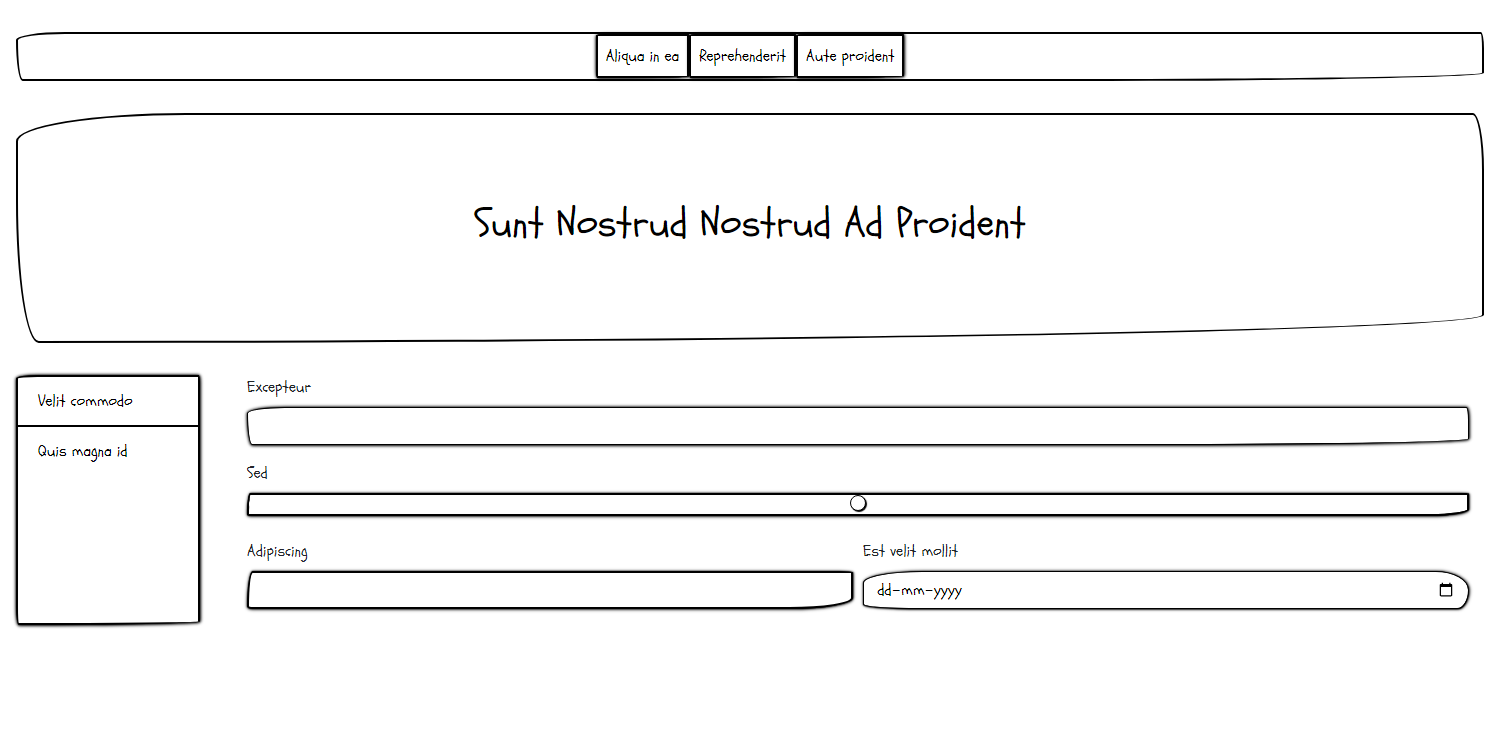 Aliqua in ea Reprehenderit Aute proident
Sunt Nostrud Nostrud Ad Proident
Velit commodo
Quis magna id
Excepteur
Sed
Adipiscing
Est velit mollit
dd-mm-yyyy